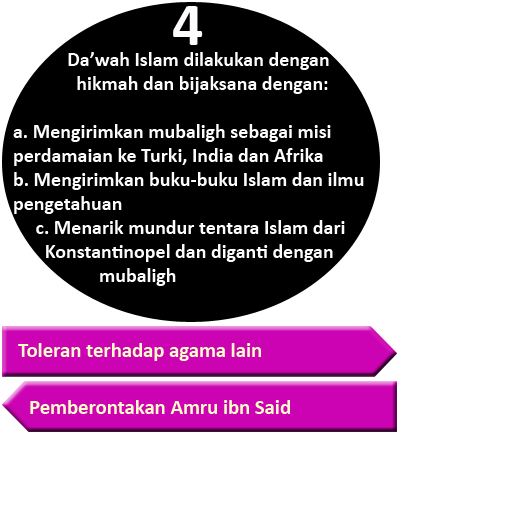 4
Da’wah Islam dilakukan dengan
hikmah dan bijaksana dengan:
a. Mengirimkan mubaligh sebagai misi
perdamaian ke Turki, India dan Afrika
b. Mengirimkan buku-buku Islam dan ilmu
pengetahuan
c. Menarik mundur tentara Islam dari
Konstantinopel dan diganti dengan
mubaligh
Toleran terhadap agama lain
Pemberontakan Amru ibn Said